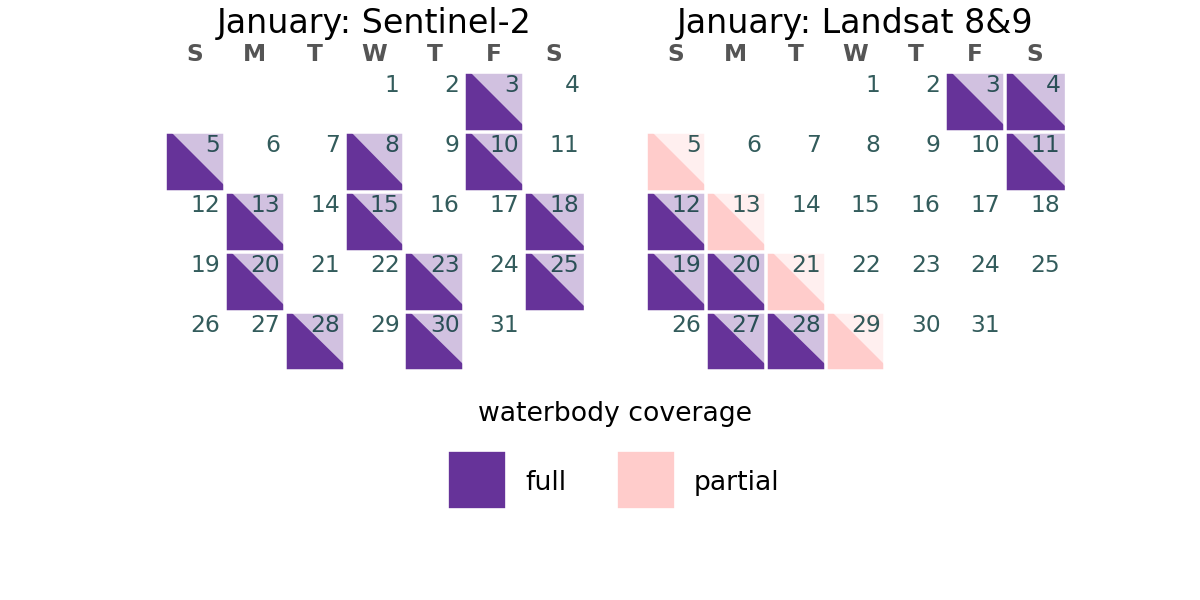 January: Sentinel-2
S M T W T F S
1 2 3 4
5 6 7 8 9 10 11
12 13 14 15 16 17 18
19 20 21 22 23 24 25
26 27 28 29 30 31
January: Landsat 8&9
S M T W T F S
1 2 3 4
5 6 7 8 9 10 11
12 13 14 15 16 17 18
19 20 21 22 23 24 25
26 27 28 29 30 31
waterbody coverage
full partial